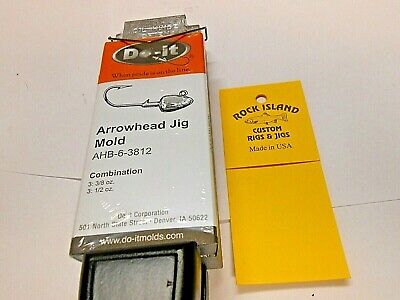 Do-it
When pride is on the line.
Arrowhead Jig
Mold
AHB-6-3812
Combination
3: 3/8 oz.
3: 1/2 oz.
Do-it Corporation
501 North State Street · Denver, IA 50622
www.do-itmolds.com
ROCK ISLAND
CUSTOM
RIGS & JIGS
Made in USA